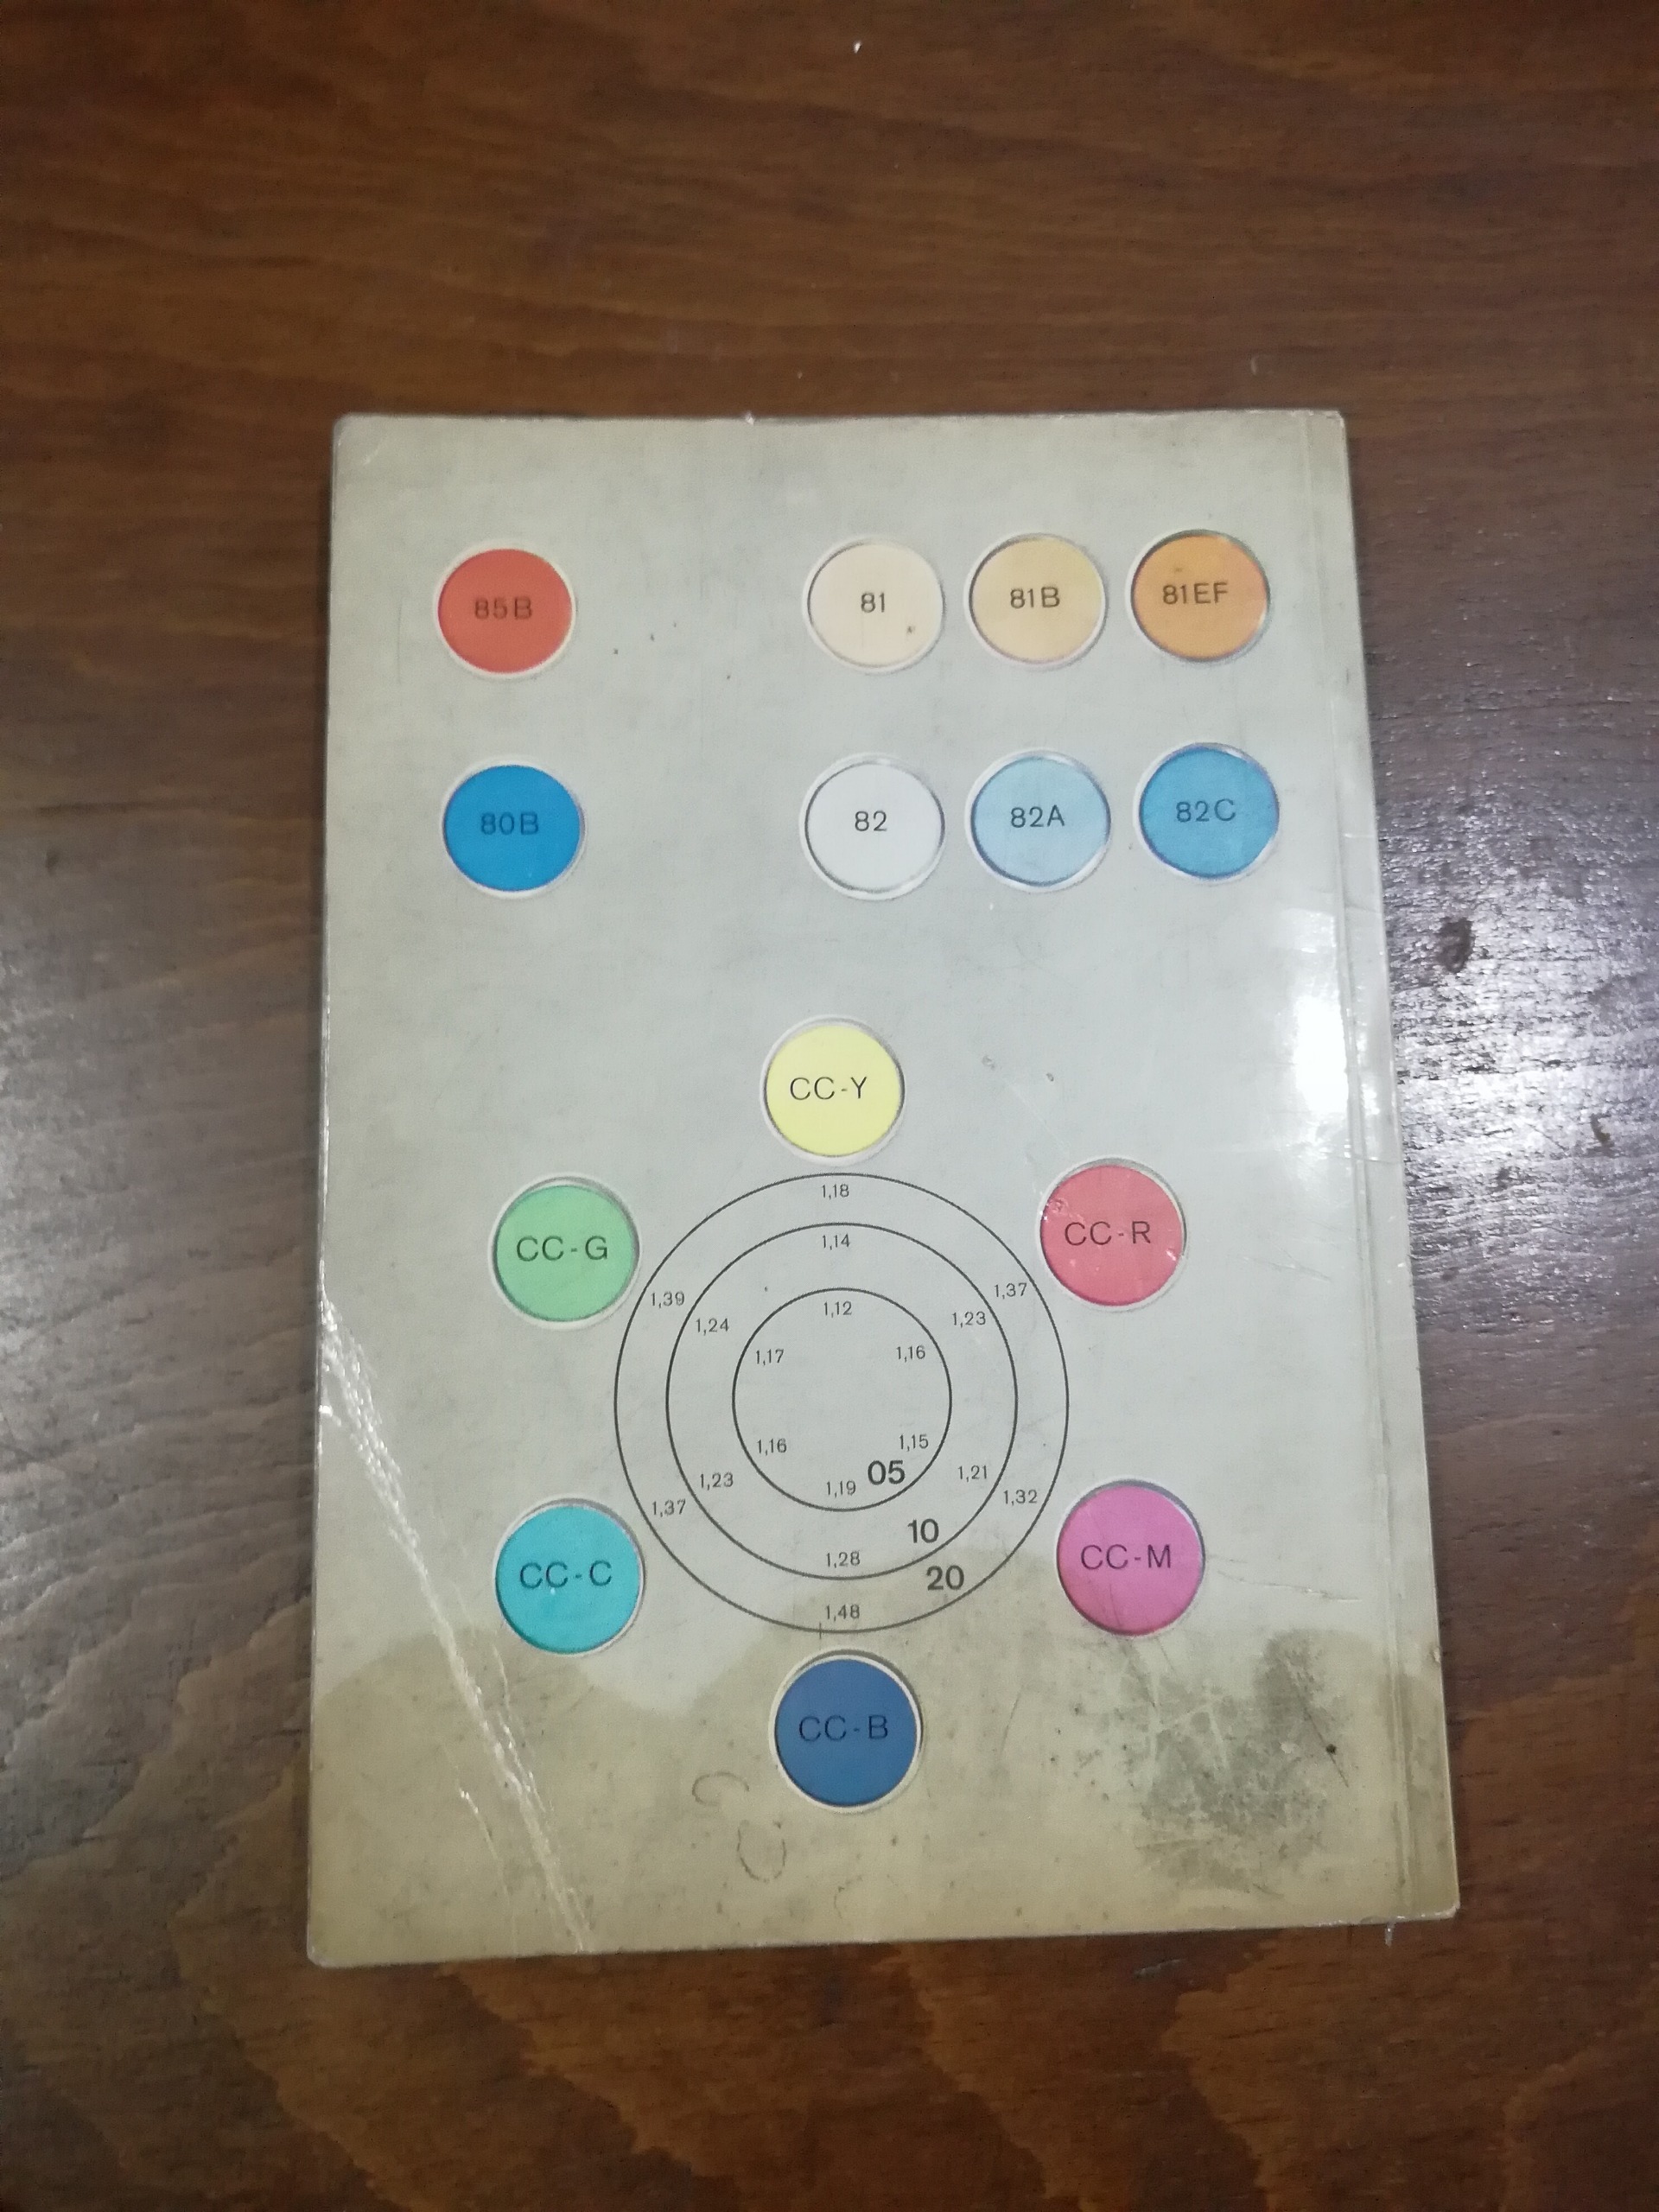 85B 81 81B 81EF
80B 82 82A 82C
CC-Y
CC-G CC-R
1,18
1,14
1,12
1,39 1,37
1,24 1,23
1,17 1,16
1,16 1,15
1,19 05
1,23 1,21
1,37 1,32
10
1,28
20
1,48
CC-C CC-M
CC-B